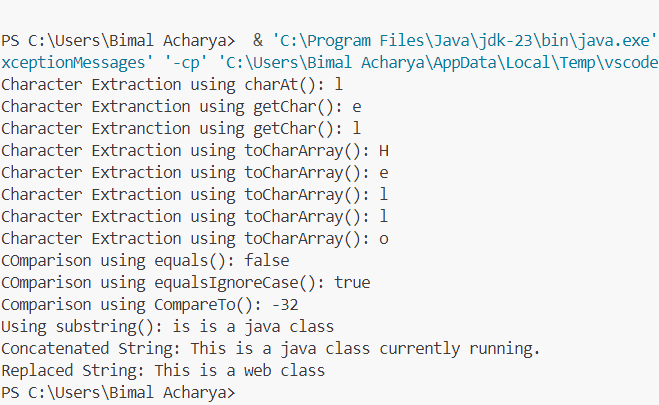 PS C:\Users\Bimal Acharya>  & 'C:\Program Files\Java\jdk-23\bin\java.exe'
xceptionMessages' '-cp' 'C:\Users\Bimal Acharya\AppData\Local\Temp\vscode
Character Extraction using charAt(): l
Character Extranction using getChar(): e
Character Extranction using getChar(): l
Character Extraction using toCharArray(): H
Character Extraction using toCharArray(): e
Character Extraction using toCharArray(): l
Character Extraction using toCharArray(): l
Character Extraction using toCharArray(): o
COmparison using equals(): false
COmparison using equalsIgnoreCase(): true
Comparison using CompareTo(): -32
Using substring(): is is a java class
Concatenated String: This is a java class currently running.
Replaced String: This is a web class
PS C:\Users\Bimal Acharya>